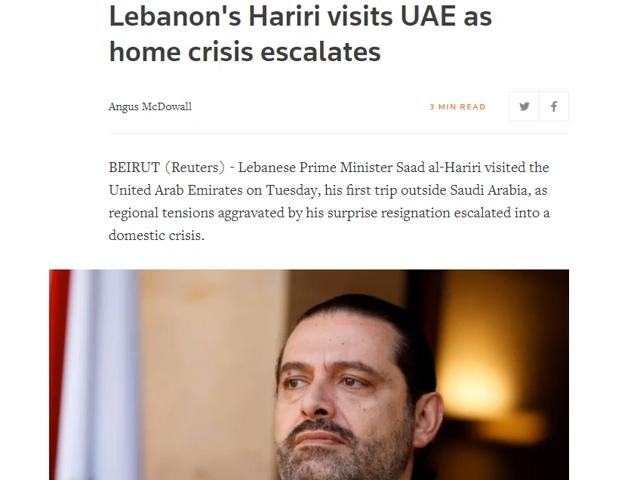 Lebanon's Hariri visits UAE as
home crisis escalates
Angus McDowall
3 MIN READ
BEIRUT (Reuters) - Lebanese Prime Minister Saad al-Hariri visited the
United Arab Emirates on Tuesday, his first trip outside Saudi Arabia, as
regional tensions aggravated by his surprise resignation escalated into a
domestic crisis.